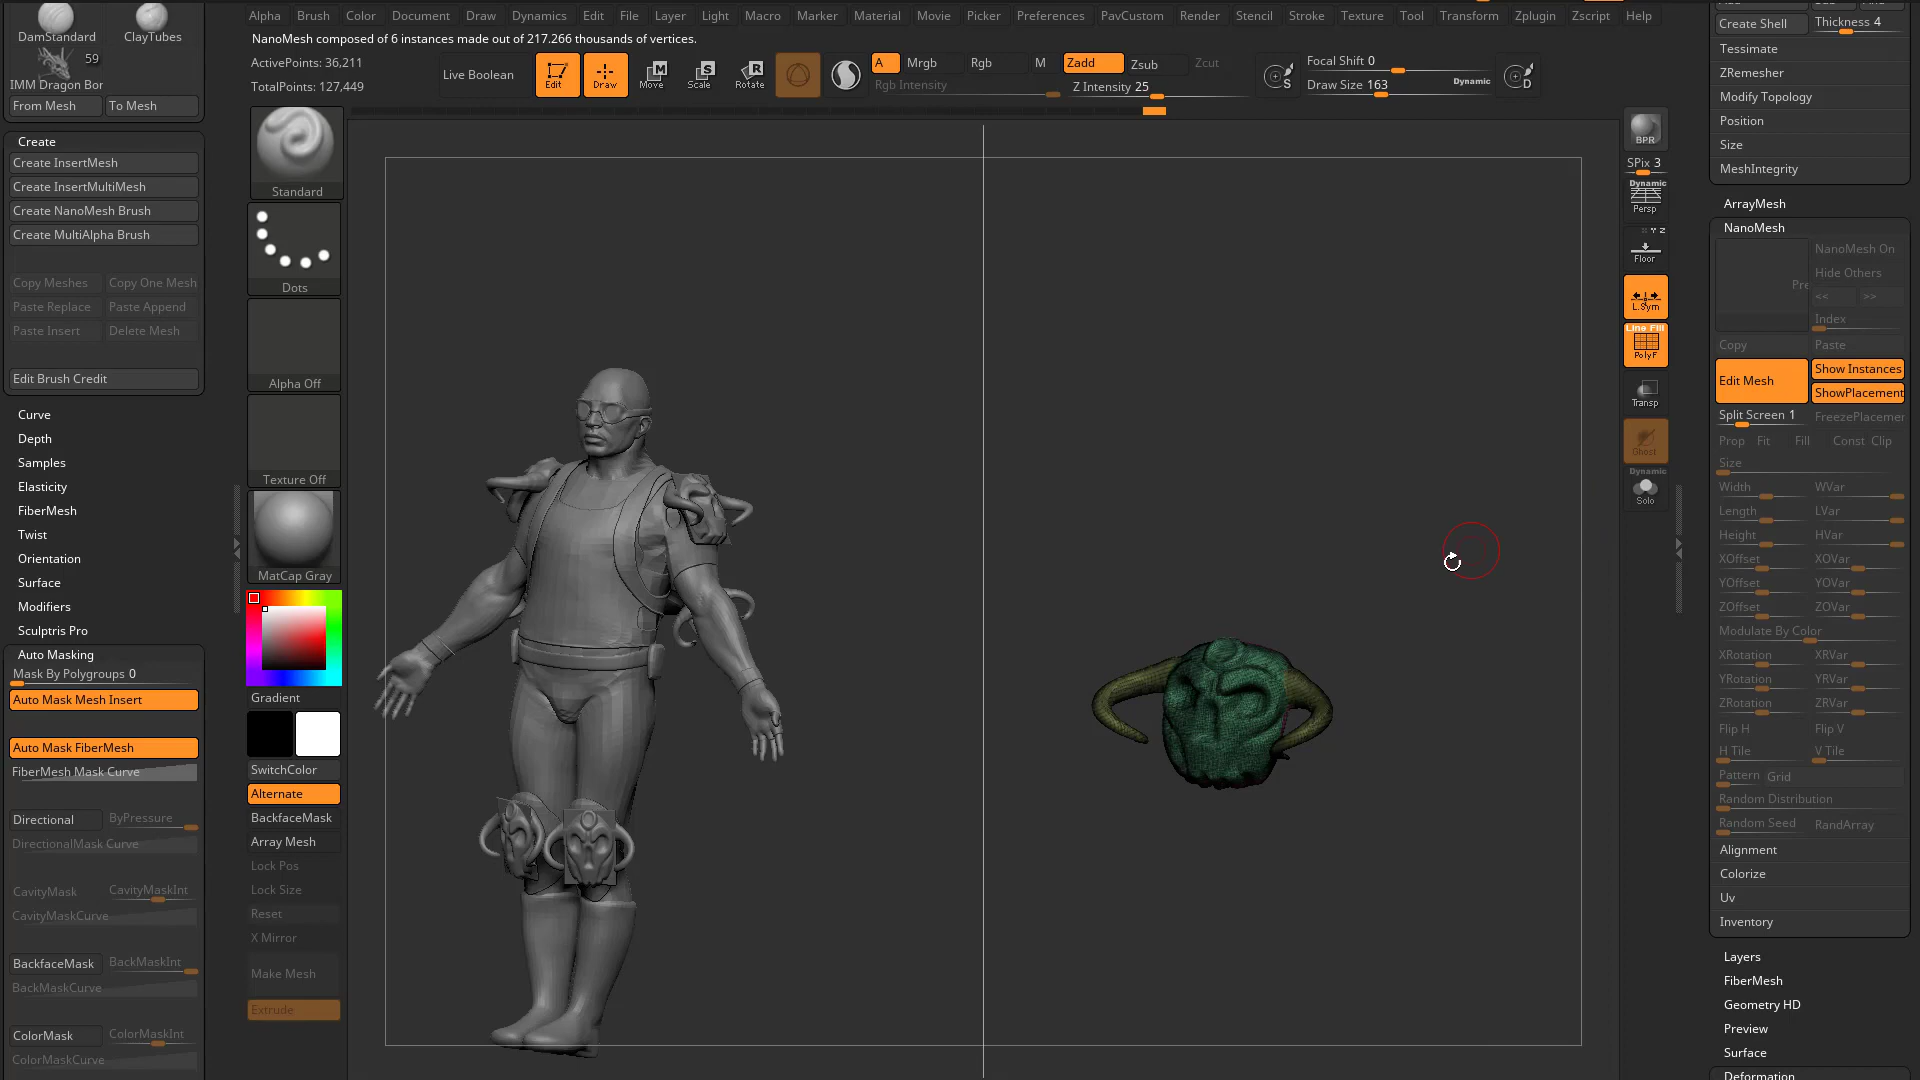 Alpha Brush Color Document Draw Dynamics Edit File Layer Light Macro Marker Material Movie Picker Preferences PavCustom Render Stencil Stroke Texture Tool Transform Zplugin Zscript Help
NanoMesh composed of 6 instances made out of 217.266 thousands of vertices.
ActivePoints: 36,211
TotalPoints: 127,449
Live Boolean
Edit
Draw
Move
Scale
Rotate
A Mrgb Rgb M
Rgb Intensity
Zadd Zsub Zcut
Z Intensity 25
Focal Shift 0
Draw Size 163
Dynamic
S
D
DamStandard
ClayTubes
59
IMM Dragon Bor
From Mesh
To Mesh
Create
Create InsertMesh
Create InsertMultiMesh
Create NanoMesh Brush
Create MultiAlpha Brush
Copy Meshes
Copy One Mesh
Paste Replace
Paste Append
Paste Insert
Delete Mesh
Edit Brush Credit
Curve
Depth
Samples
Elasticity
FiberMesh
Twist
Orientation
Surface
Modifiers
Sculptris Pro
Auto Masking
Mask By Polygroups 0
Auto Mask Mesh Insert
Auto Mask FiberMesh
FiberMesh Mask Curve
Directional
ByPressure
DirectionalMask Curve
CavityMask
CavityMaskInt
CavityMaskCurve
BackfaceMask
BackMaskInt
BackMaskCurve
ColorMask
ColorMaskInt
ColorMaskCurve
Standard
Dots
Alpha Off
Texture Off
MatCap Gray
Gradient
SwitchColor
Alternate
BackfaceMask
Array Mesh
Lock Pos
Lock Size
Reset
X Mirror
Make Mesh
Extrude
BPR
SPix 3
Dynamic
Persp
X Y Z
Floor
L.Sym
Line Fill
PolyF
Transp
Ghost
Dynamic
Solo
Create Shell
Thickness 4
Tessimate
ZRemesher
Modify Topology
Position
Size
MeshIntegrity
ArrayMesh
NanoMesh
Pre
NanoMesh On
Hide Others
<< >>
Index
Copy
Paste
Edit Mesh
Show Instances
ShowPlacement
Split Screen 1
FreezePlacemer
Prop Fit Fill Const Clip
Size
Width
WVar
Length
LVar
Height
HVar
XOffset
XOVar
YOffset
YOVar
ZOffset
ZOVar
Modulate By Color
XRotation
XRVar
YRotation
YRVar
ZRotation
ZRVar
Flip H
Flip V
H Tile
V Tile
Pattern Grid
Random Distribution
Random Seed
RandArray
Alignment
Colorize
Uv
Inventory
Layers
FiberMesh
Geometry HD
Preview
Surface
Deformation